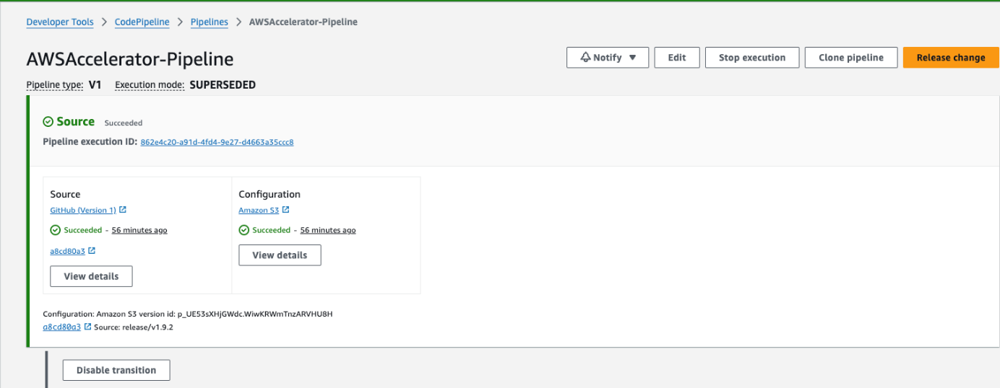 Developer Tools > CodePipeline > Pipelines > AWSAccelerator-Pipeline
AWSAccelerator-Pipeline
Notify ▼ Edit Stop execution Clone pipeline Release change
Pipeline type: V1 Execution mode: SUPERSEDED
Source Succeeded
Pipeline execution ID: 862e4c20-a91d-4fd4-9e27-d4663a35ccc8
Source
GitHub (Version 1)
Succeeded - 56 minutes ago
a8cd80a3
View details
Configuration
Amazon S3
Succeeded - 56 minutes ago
View details
Configuration: Amazon S3 version id: p_UE53sXHjGWdc.WiwKRWmTnzARVHU8H
a8cd80a3 Source: release/v1.9.2
Disable transition